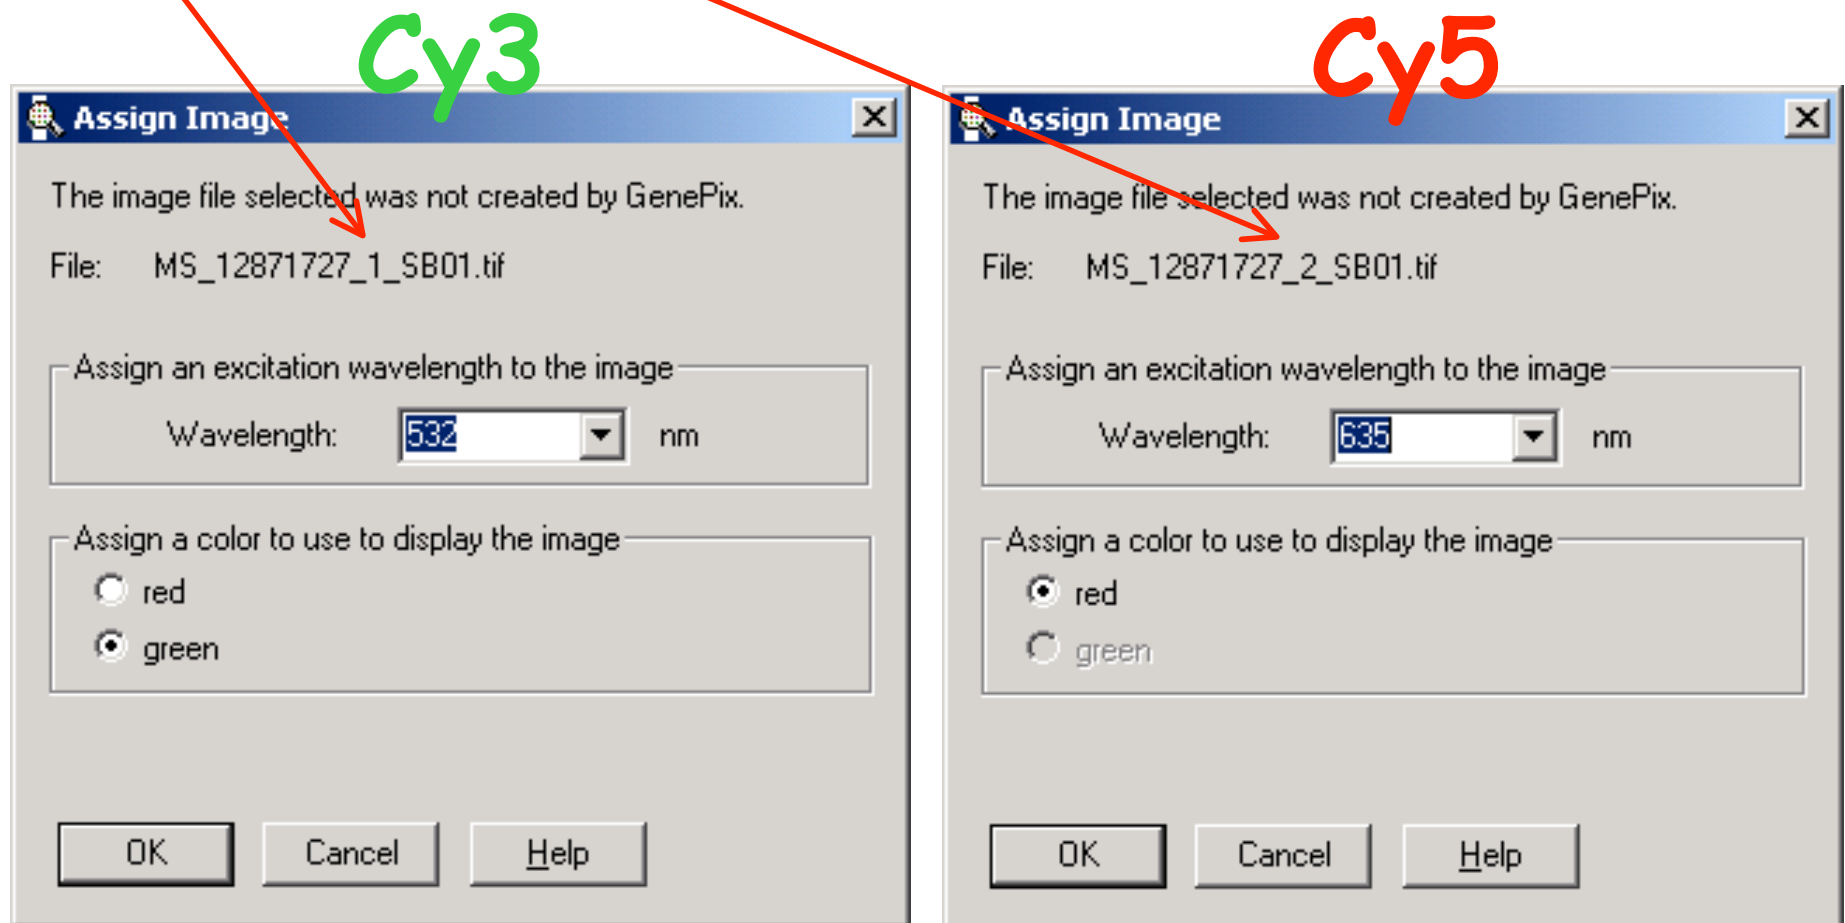 Cy3
Assign Image
The image file selected was not created by GenePix.
File: MS_12871727_1_SB01.tif
Assign an excitation wavelength to the image
Wavelength: 532 nm
Assign a color to use to display the image
red
green
OK Cancel Help
Cy5
Assign Image
The image file selected was not created by GenePix.
File: MS_12871727_2_SB01.tif
Assign an excitation wavelength to the image
Wavelength: 635 nm
Assign a color to use to display the image
red
green
OK Cancel Help